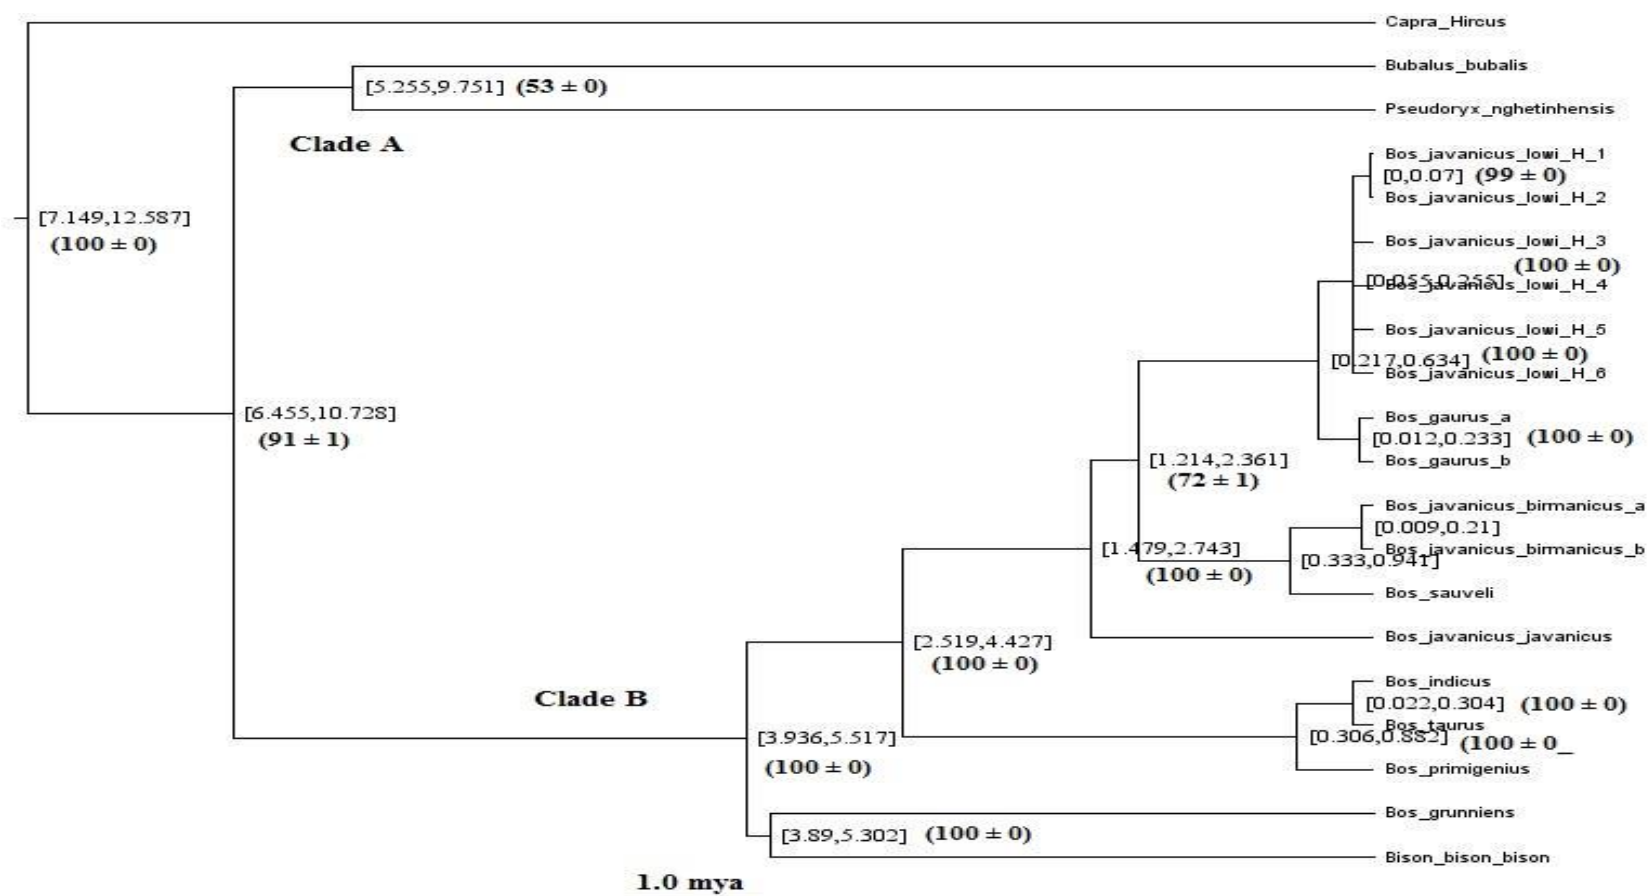 Capra_Hircus
Bubalus_bubalis
[5.255,9.751] (53 ± 0)
Pseudoryx_nghetinhensis
Clade A
Bos_javanicus_lowi_H_1
[0,0.07] (99 ± 0)
Bos_javanicus_lowi_H_2
[7.149,12.587]
(100 ± 0)
Bos_javanicus_lowi_H_3
(100 ± 0)
[0.055,0.255]
Bos_javanicus_lowi_H_4
Bos_javanicus_lowi_H_5
[0.217,0.634] (100 ± 0)
Bos_javanicus_lowi_H_6
[6.455,10.728]
(91 ± 1)
Bos_gaurus_a
[0.012,0.233] (100 ± 0)
Bos_gaurus_b
[1.214,2.361]
(72 ± 1)
Bos_javanicus_birmanicus_a
[0.009,0.21]
Bos_javanicus_birmanicus_b
[1.479,2.743]
(100 ± 0)
[0.333,0.941]
Bos_sauveli
Bos_javanicus_javanicus
[2.519,4.427]
(100 ± 0)
Bos_indicus
Clade B
[0.022,0.304] (100 ± 0)
Bos_taurus
[0.306,0.882] (100 ± 0_
[3.936,5.517]
(100 ± 0)
Bos_primigenius
Bos_grunniens
[3.89,5.302] (100 ± 0)
Bison_bison_bison
1.0 mya